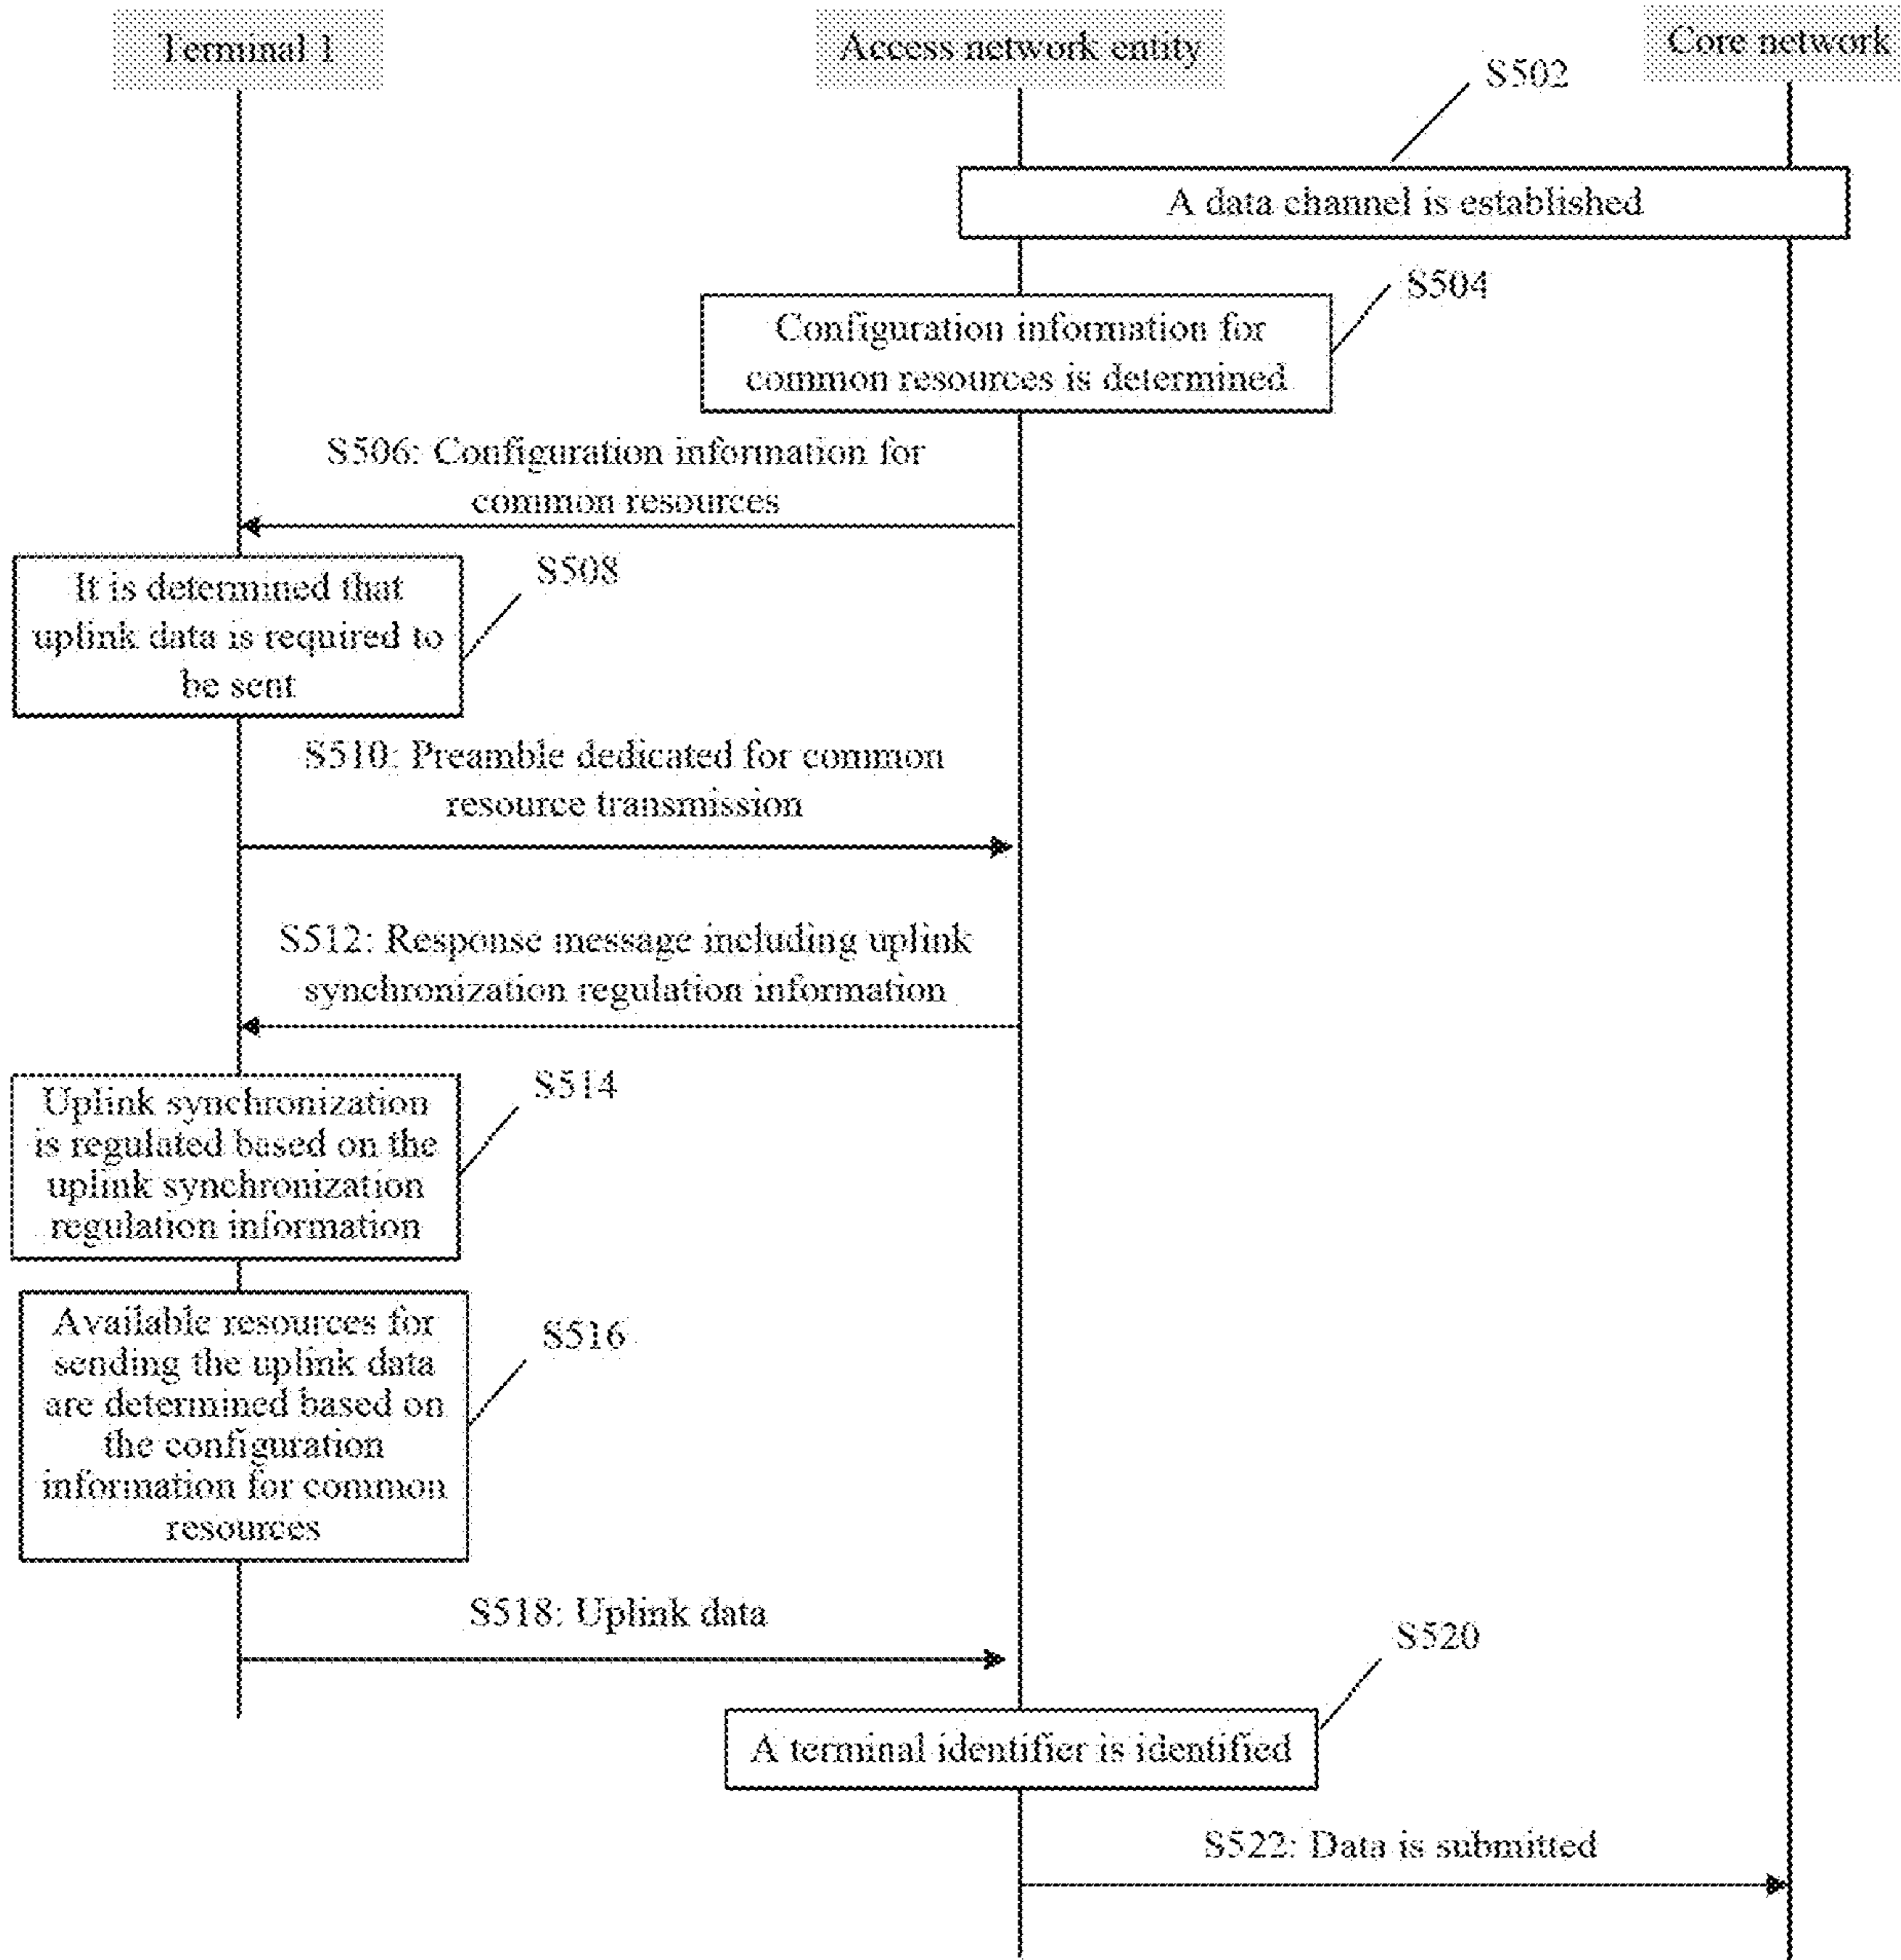 Terminal 1
Access network entity
Core network
S502
A data channel is established
S504
Configuration information for
common resources is determined
S506: Configuration information for
common resources
S508
It is determined that
uplink data is required to
be sent
S510: Preamble dedicated for common
resource transmission
S512: Response message including uplink
synchronization regulation information
S514
Uplink synchronization
is regulated based on the
uplink synchronization
regulation information
S516
Available resources for
sending the uplink data
are determined based on
the configuration
information for common
resources
S518: Uplink data
S520
A terminal identifier is identified
S522: Data is submitted